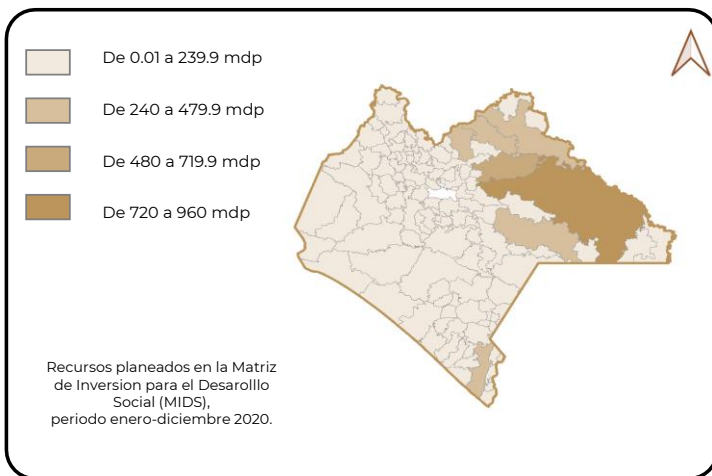 De 0.01 a 239.9 mdp
De 240 a 479.9 mdp
De 480 a 719.9 mdp
De 720 a 960 mdp
Recursos planeados en la Matriz
de Inversion para el Desarolllo
Social (MIDS),
periodo enero-diciembre 2020.